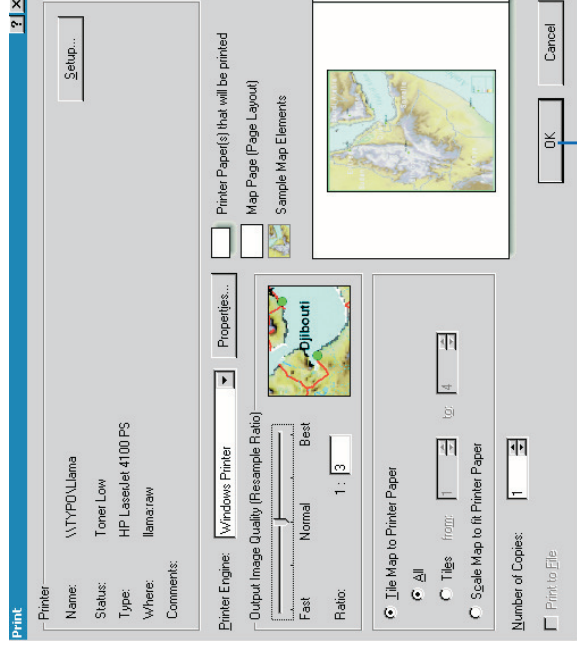 Print
Printer
Name: \\TYPO\Llama
Setup...
Status: Toner Low
Type: HP LaserJet 4100 PS
Where: llama:raw
Comments:
Printer Engine: Windows Printer
Properties...
Printer Paper(s) that will be printed
Map Page (Page Layout)
Sample Map Elements
Output Image Quality (Resample Ratio)
Fast Normal Best
Ratio: 1: 3
Djibouti
Tile Map to Printer Paper
All
Tiles from: 1 to: 4
Scale Map to fit Printer Paper
Number of Copies: 1
Print to File
OK Cancel